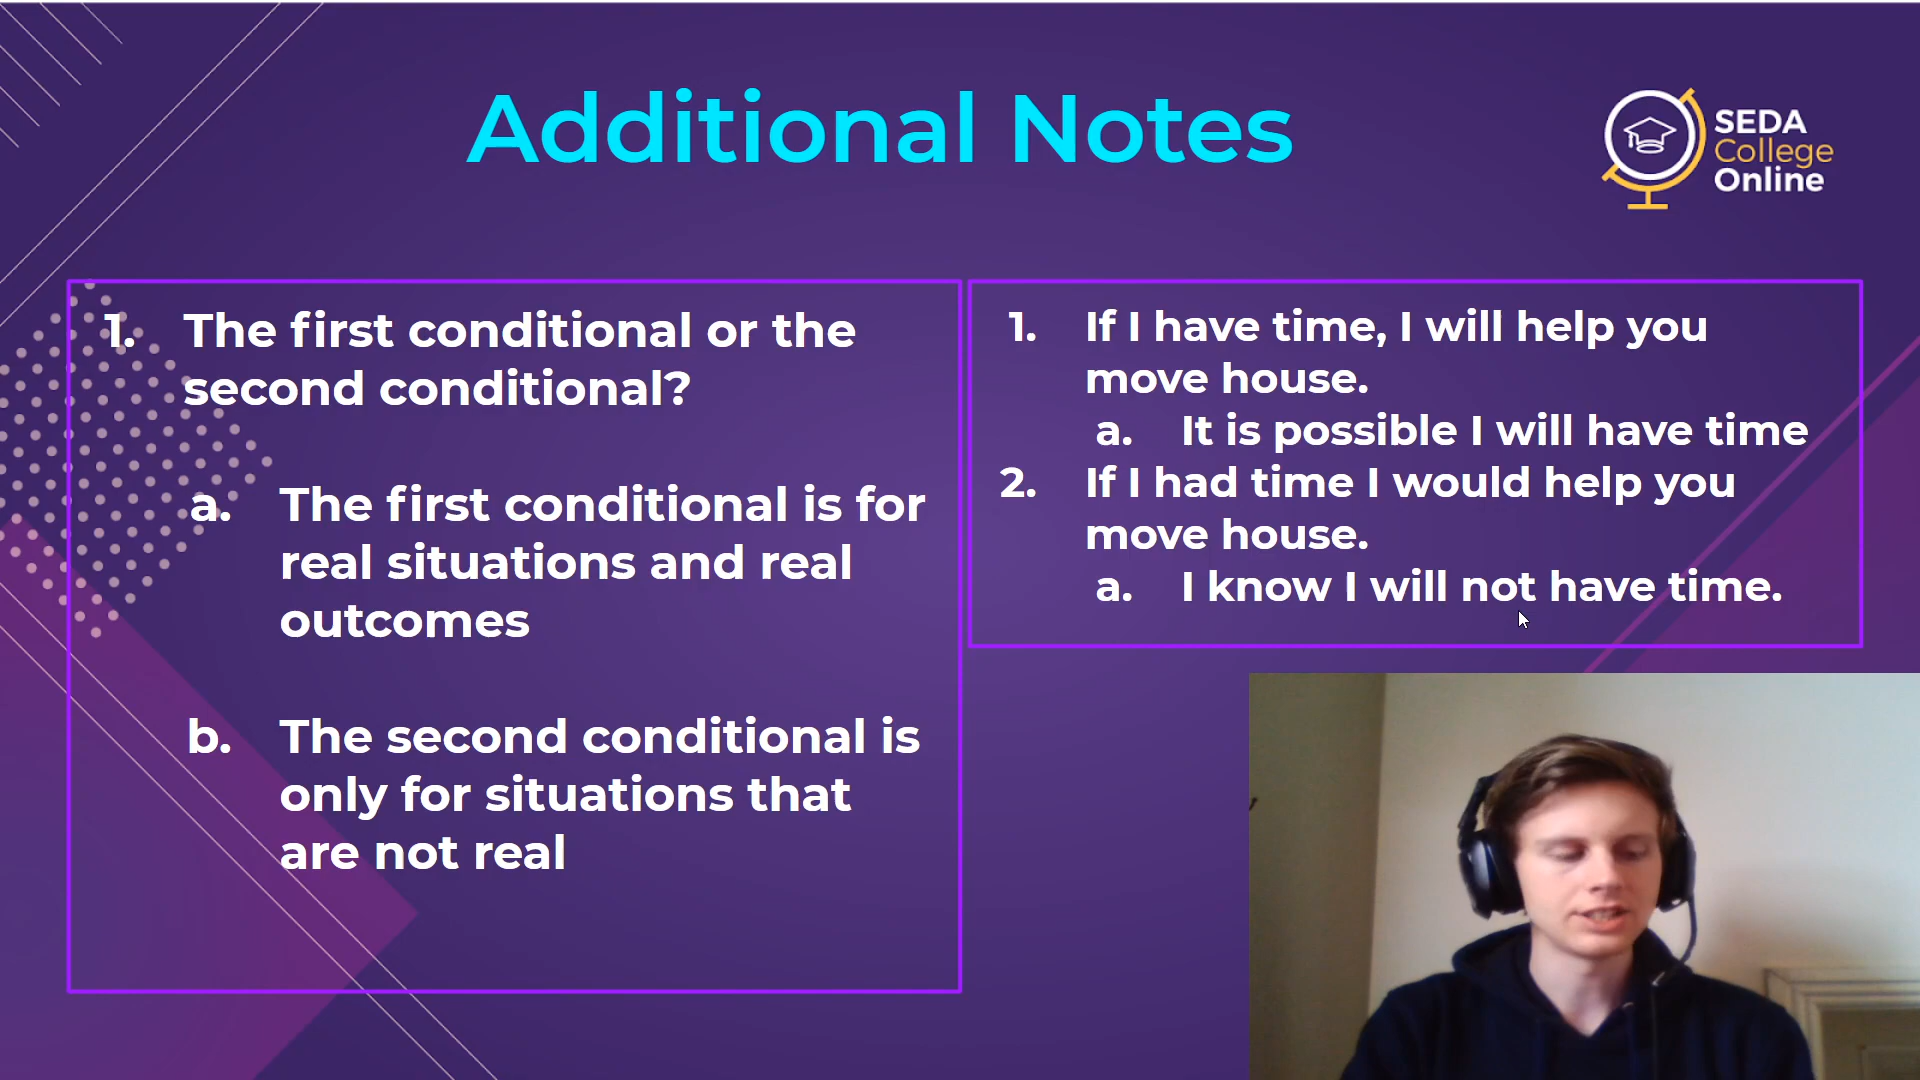 Additional Notes
SEDA
College
Online
1. The first conditional or the
second conditional?
a. The first conditional is for
real situations and real
outcomes
b. The second conditional is
only for situations that
are not real
1. If I have time, I will help you
move house.
a. It is possible I will have time
2. If I had time I would help you
move house.
a. I know I will not have time.